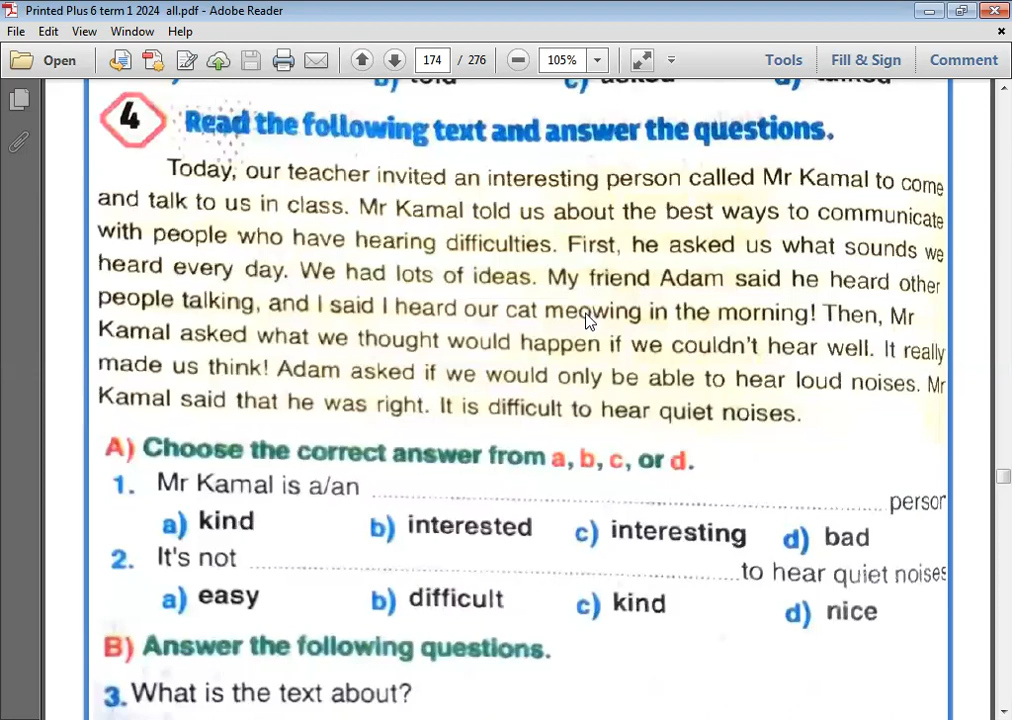 Printed Plus 6 term 1 2024 all.pdf - Adobe Reader
File Edit View Window Help
Open 174 / 276 105% Tools Fill & Sign Comment
b) told c) asked d)
4 Read the following text and answer the questions.
Today, our teacher invited an interesting person called Mr Kamal to come
and talk to us in class. Mr Kamal told us about the best ways to communicate
with people who have hearing difficulties. First, he asked us what sounds we
heard every day. We had lots of ideas. My friend Adam said he heard other
people talking, and I said I heard our cat meowing in the morning! Then, Mr
Kamal asked what we thought would happen if we couldn't hear well. It really
made us think! Adam asked if we would only be able to hear loud noises. Mr
Kamal said that he was right. It is difficult to hear quiet noises.
A) Choose the correct answer from a, b, c, or d.
1. Mr Kamal is a/an ........................ person
a) kind b) interested c) interesting d) bad
2. It's not ........................ to hear quiet noises
a) easy b) difficult c) kind d) nice
B) Answer the following questions.
3. What is the text about?